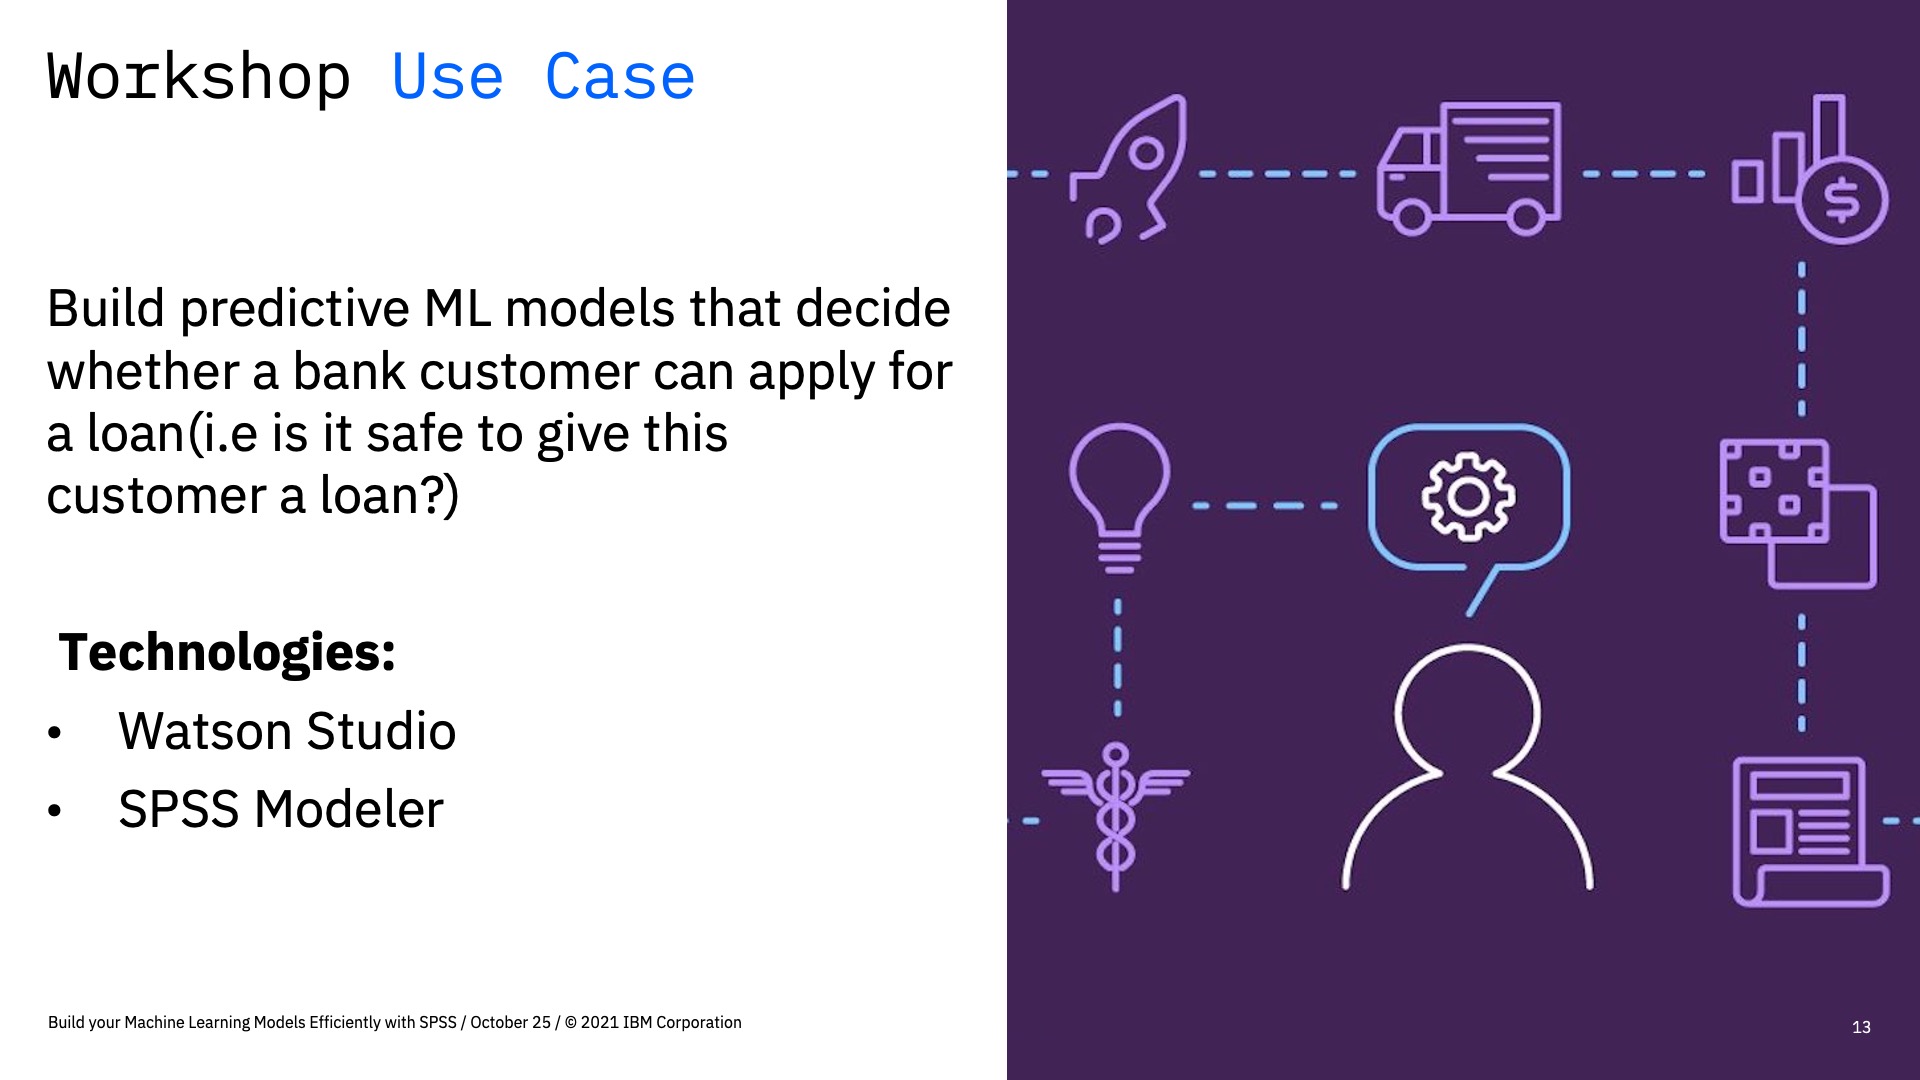 Workshop Use Case
Build predictive ML models that decide
whether a bank customer can apply for
a loan(i.e is it safe to give this
customer a loan?)
Technologies:
• Watson Studio
• SPSS Modeler
$
Build your Machine Learning Models Efficiently with SPSS / October 25 / © 2021 IBM Corporation
13